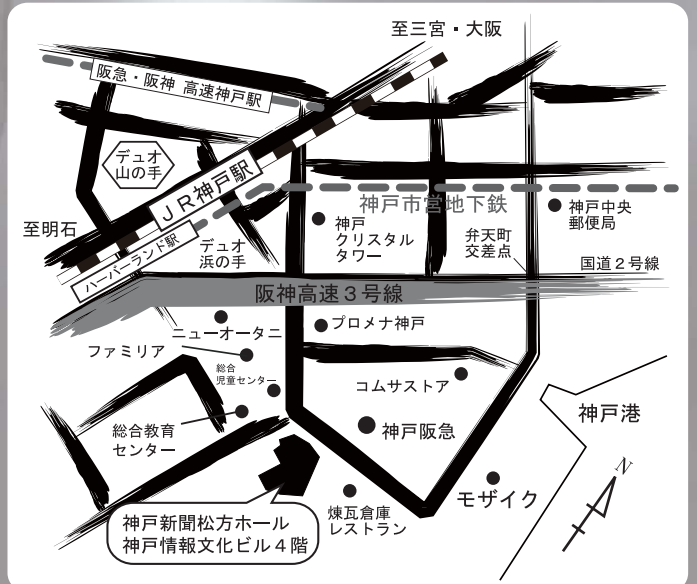 至三宮・大阪
阪急・阪神 高速神戸駅
デュオ
山の手
JR神戸駅
神戸市営地下鉄
神戸中央
郵便局
至明石
ハーバーランド駅
デュオ
浜の手
神戸
クリスタル
タワー
弁天町
交差点
国道2号線
阪神高速3号線
ニューオータニ
プロメナ神戸
ファミリア
総合
児童センター
コムサストア
神戸港
総合教育
センター
神戸阪急
N
モザイク
煉瓦倉庫
レストラン
神戸新聞松方ホール
神戸情報文化ビル4階